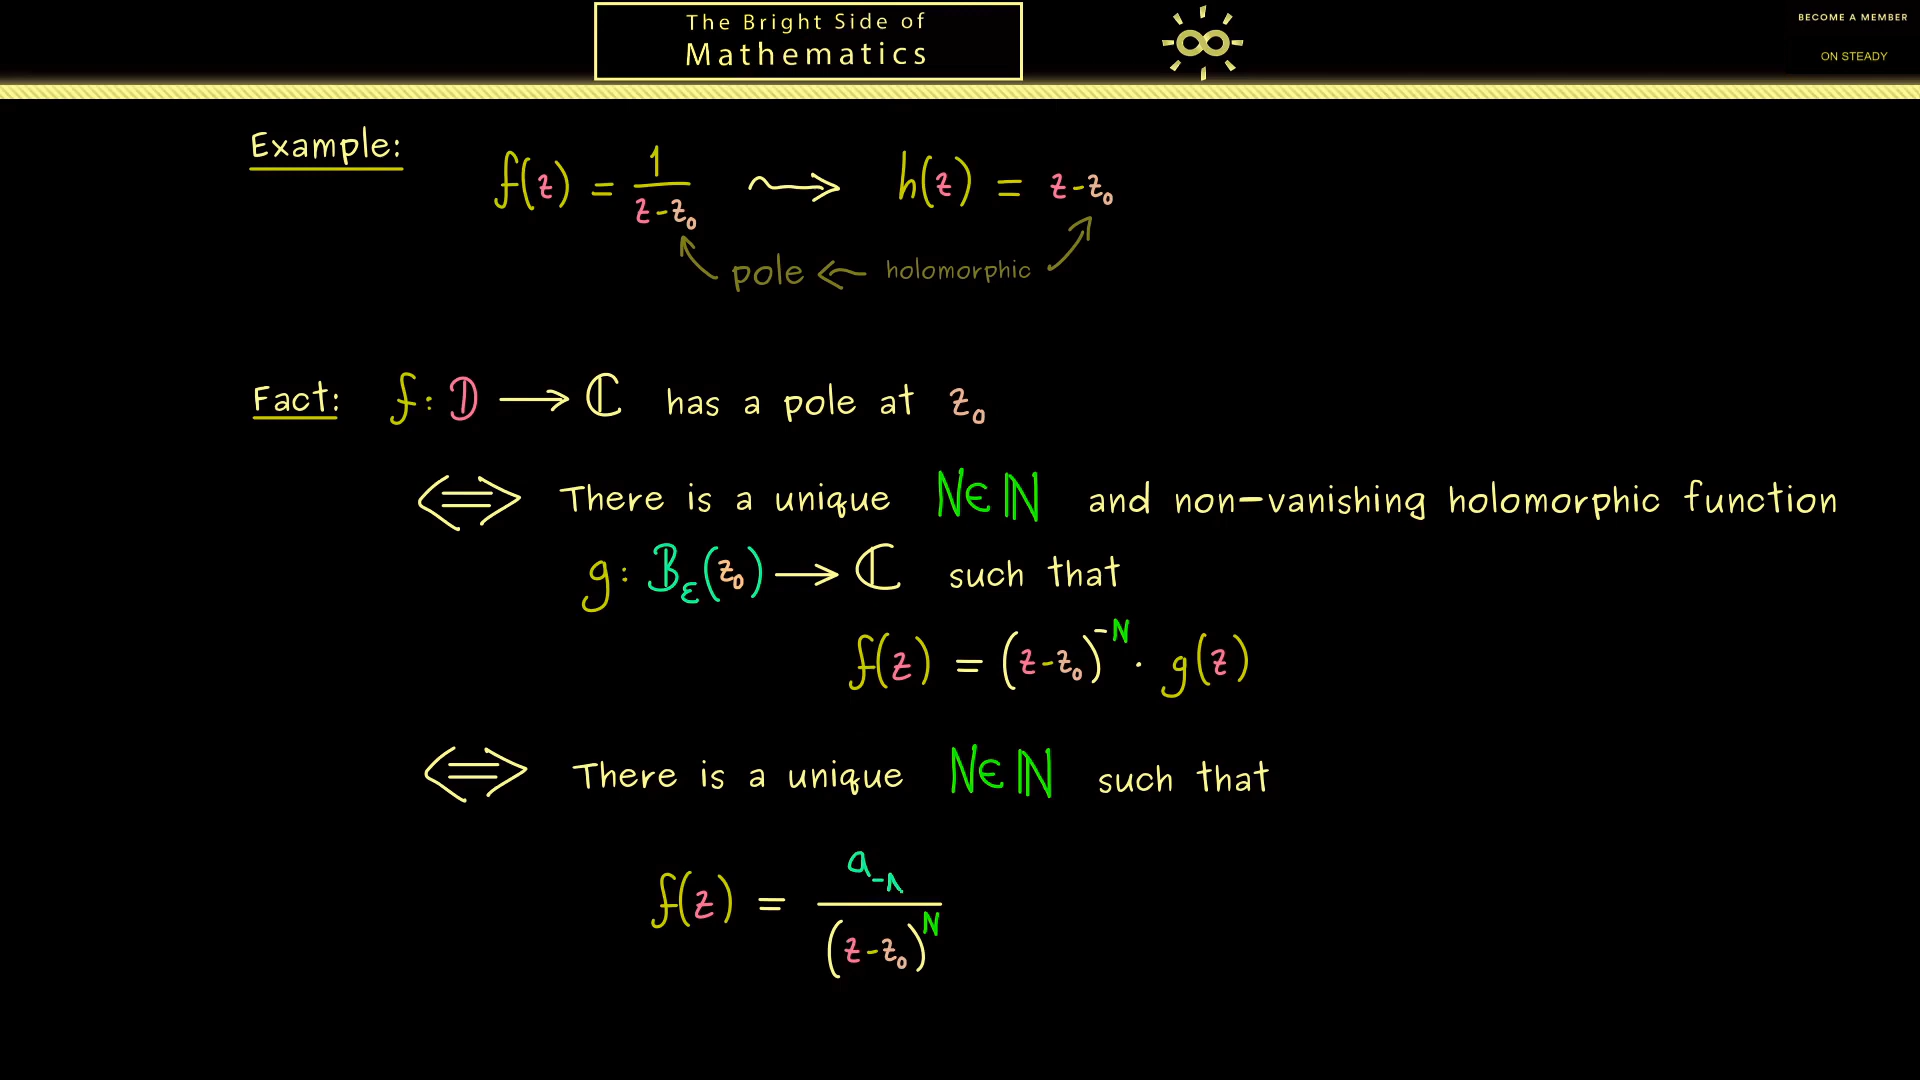 The Bright Side of
Mathematics
BECOME A MEMBER
ON STEADY
Example: f(z) = 1/(z-z₀) ⟿ h(z) = z-z₀
pole ← holomorphic
Fact: f: D → ℂ has a pole at z₀
⟺ There is a unique N∈ℕ and non-vanishing holomorphic function
g: B_ε(z₀) → ℂ such that
f(z) = (z-z₀)^{-N} · g(z)
⟺ There is a unique N∈ℕ such that
f(z) = a_{-1}/(z-z₀)^N